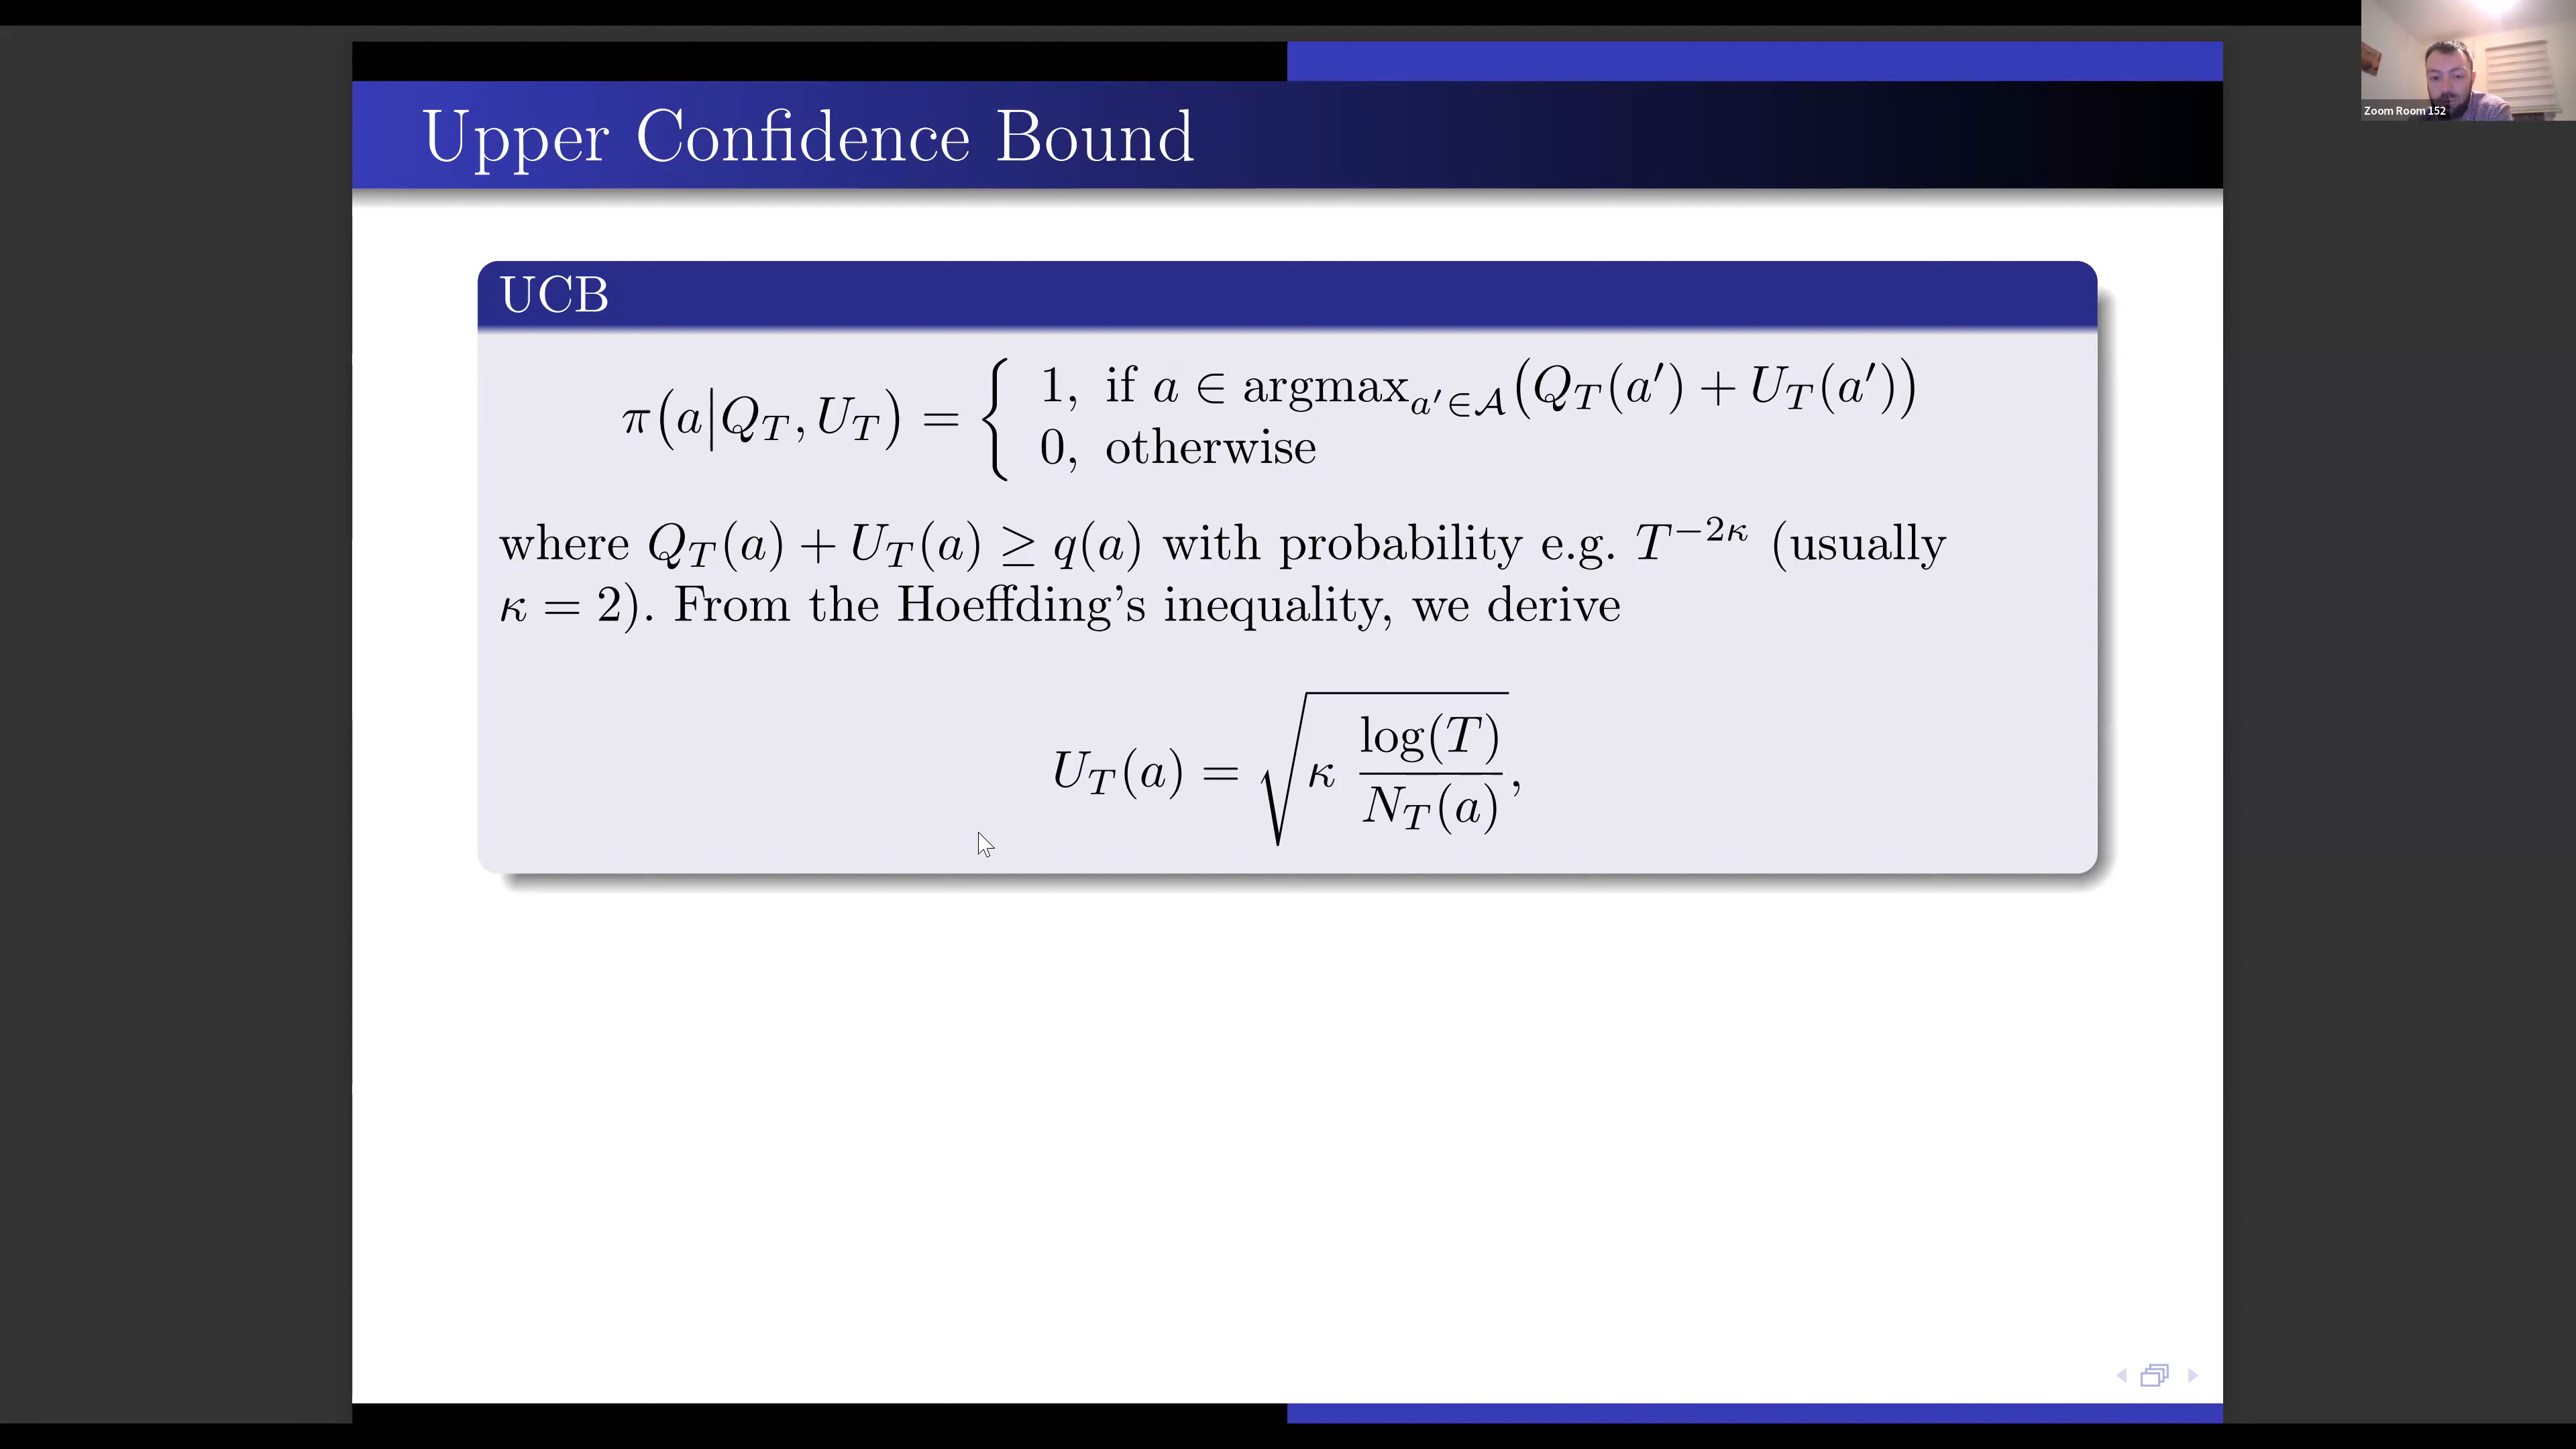 Zoom Room 152
Upper Confidence Bound
UCB
π(a|Q_T, U_T) = { 1, if a ∈ argmax_{a′∈𝒜}(Q_T(a′) + U_T(a′))
0, otherwise
where Q_T(a) + U_T(a) ≥ q(a) with probability e.g. T^{−2κ} (usually
κ = 2). From the Hoeffding's inequality, we derive
U_T(a) = √(κ log(T)/N_T(a)),